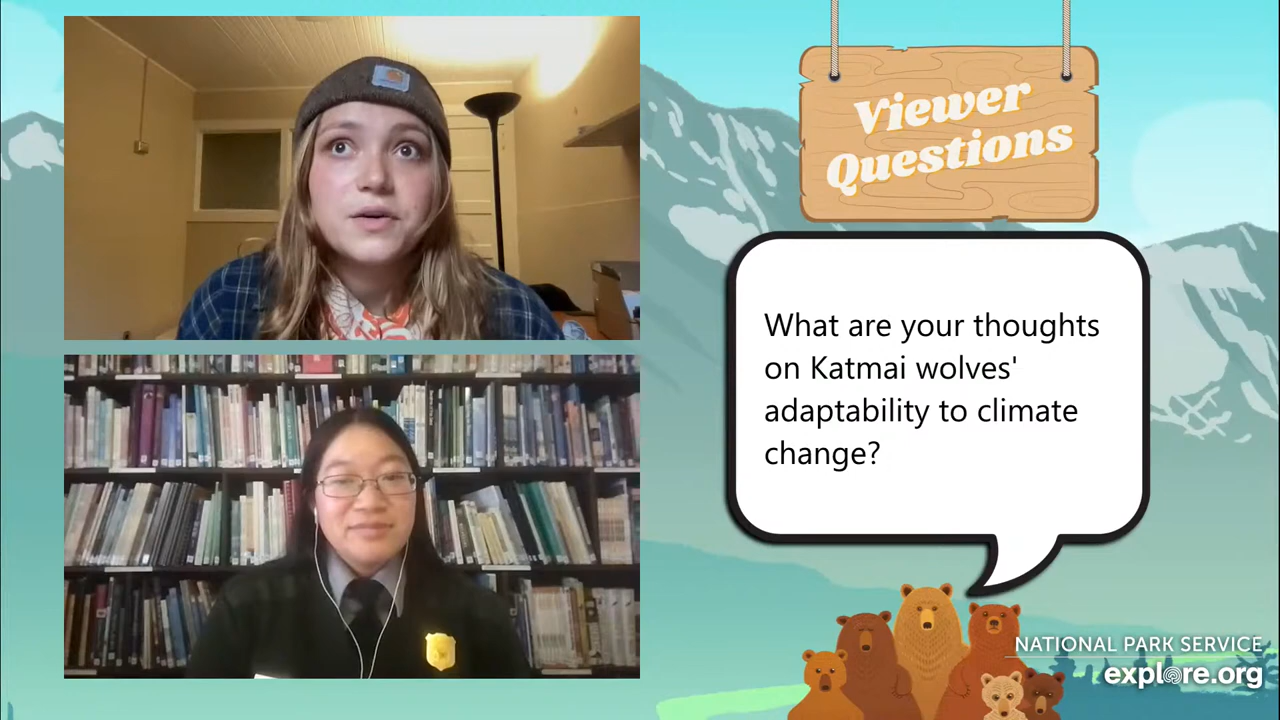 Viewer
Questions
What are your thoughts
on Katmai wolves'
adaptability to climate
change?
NATIONAL PARK SERVICE
explore.org